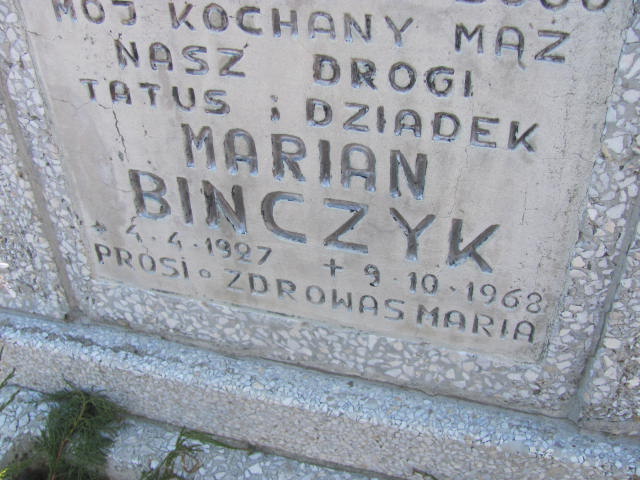 MÓJ KOCHANY MĄŻ
NASZ DROGI
TATUŚ i DZIADEK
MARIAN
BINCZYK
* 4.4.1927 + 9.10.1968
PROSI o ZDROWAŚ MARIA